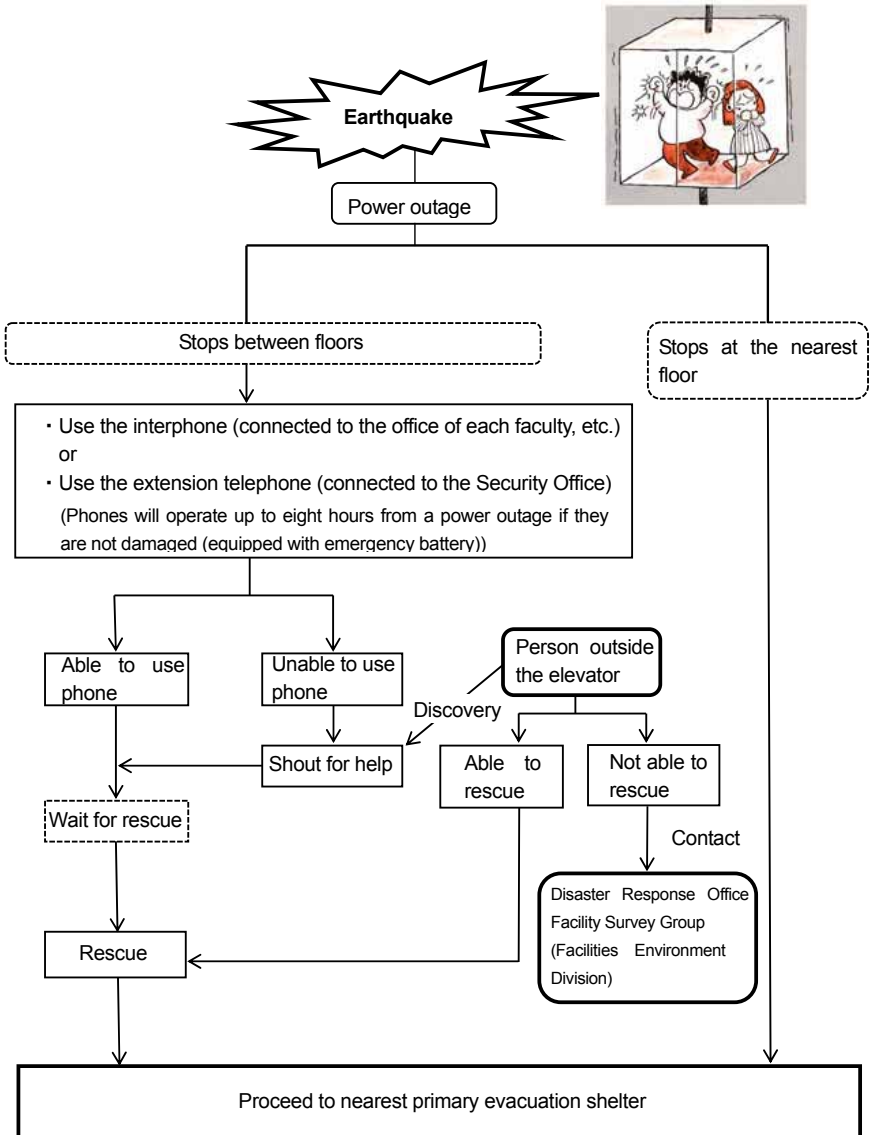 Earthquake
Power outage
Stops between floors
Stops at the nearest
floor
・Use the interphone (connected to the office of each faculty, etc.)
or
・Use the extension telephone (connected to the Security Office)
(Phones will operate up to eight hours from a power outage if they
are not damaged (equipped with emergency battery))
Able to use
phone
Unable to use
phone
Person outside
the elevator
Discovery
Shout for help
Able to
rescue
Not able to
rescue
Wait for rescue
Contact
Disaster Response Office
Facility Survey Group
(Facilities Environment
Division)
Rescue
Proceed to nearest primary evacuation shelter